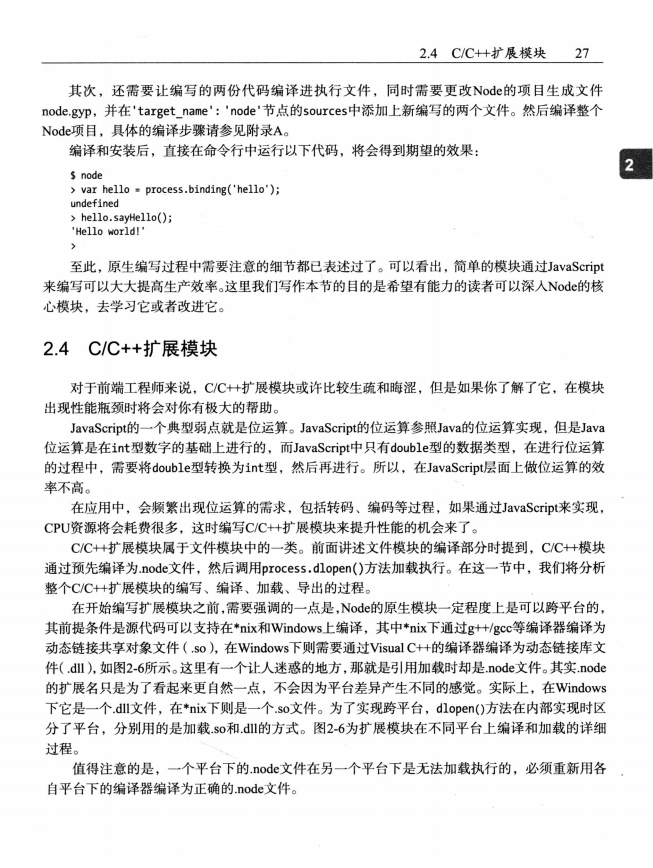 2.4 C/C++扩展模块 27
其次，还需要让编写的两份代码编译进执行文件，同时需要更改Node的项目生成文件
node.gyp，并在'target_name': 'node'节点的sources中添加上新编写的两个文件。然后编译整个
Node项目，具体的编译步骤请参见附录A。
编译和安装后，直接在命令行中运行以下代码，将会得到期望的效果：
2
$ node
> var hello = process.binding('hello');
undefined
> hello.sayHello();
'Hello world!'
>
至此，原生编写过程中需要注意的细节都已表述过了。可以看出，简单的模块通过JavaScript
来编写可以大大提高生产效率。这里我们写作本节的目的是希望有能力的读者可以深入Node的核
心模块，去学习它或者改进它。
2.4 C/C++扩展模块
对于前端工程师来说，C/C++扩展模块或许比较生疏和晦涩，但是如果你了解了它，在模块
出现性能瓶颈时将会对你有极大的帮助。
JavaScript的一个典型弱点就是位运算。JavaScript的位运算参照Java的位运算实现，但是Java
位运算是在int型数字的基础上进行的，而JavaScript中只有double型的数据类型，在进行位运算
的过程中，需要将double型转换为int型，然后再进行。所以，在JavaScript层面上做位运算的效
率不高。
在应用中，会频繁出现位运算的需求，包括转码、编码等过程，如果通过JavaScript来实现，
CPU资源将会耗费很多，这时编写C/C++扩展模块来提升性能的机会来了。
C/C++扩展模块属于文件模块中的一类。前面讲述文件模块的编译部分时提到，C/C++模块
通过预先编译为.node文件，然后调用process.dlopen()方法加载执行。在这一节中，我们将分析
整个C/C++扩展模块的编写、编译、加载、导出的过程。
在开始编写扩展模块之前,需要强调的一点是,Node的原生模块一定程度上是可以跨平台的，
其前提条件是源代码可以支持在*nix和Windows上编译，其中*nix下通过g++/gcc等编译器编译为
动态链接共享对象文件（.so），在Windows下则需要通过Visual C++的编译器编译为动态链接库文
件(.dll),如图2-6所示。这里有一个让人迷惑的地方,那就是引用加载时却是.node文件。其实.node
的扩展名只是为了看起来更自然一点，不会因为平台差异产生不同的感觉。实际上，在Windows
下它是一个.dll文件，在*nix下则是一个.so文件。为了实现跨平台，dlopen()方法在内部实现时区
分了平台，分别用的是加载.so和.dll的方式。图2-6为扩展模块在不同平台上编译和加载的详细
过程。
值得注意的是，一个平台下的.node文件在另一个平台下是无法加载执行的，必须重新用各
自平台下的编译器编译为正确的.node文件。